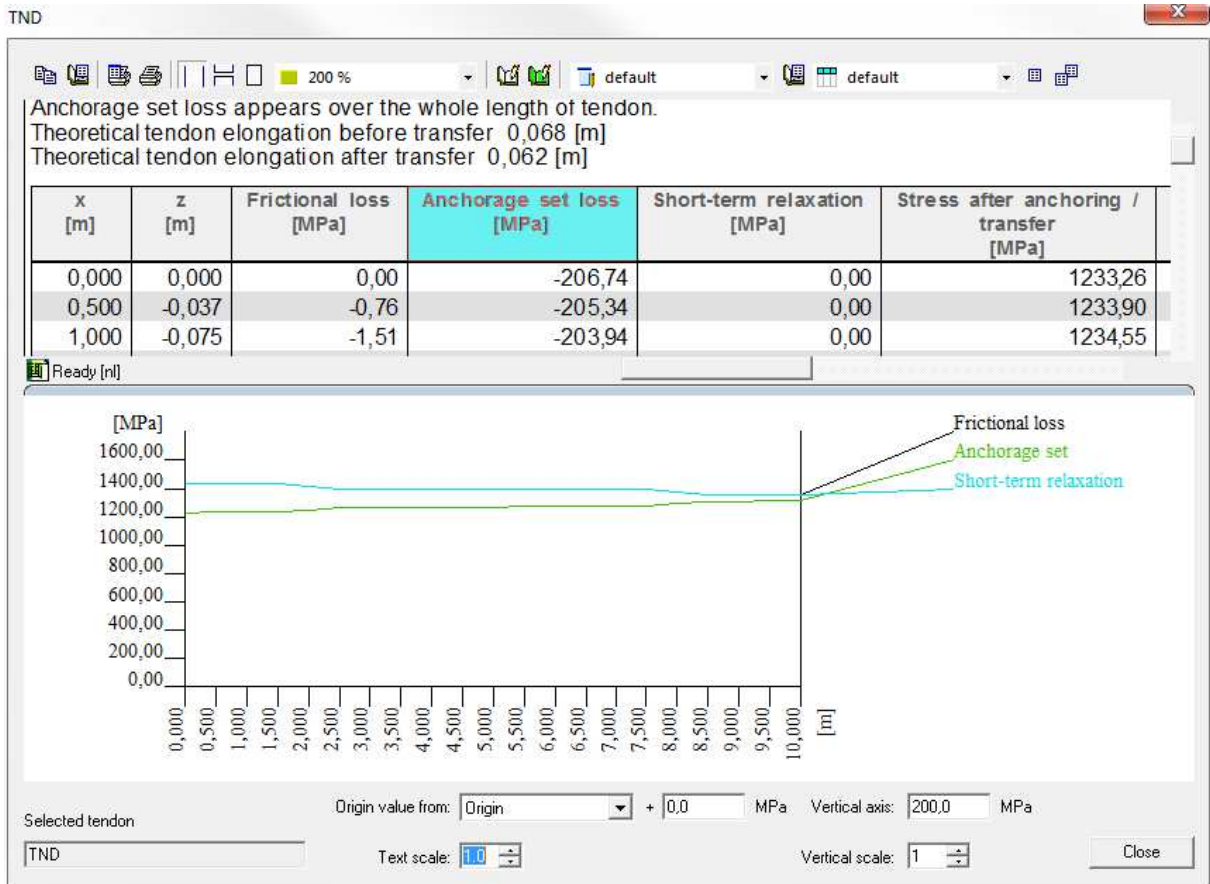 TND
200 %
default
default
Anchorage set loss appears over the whole length of tendon.
Theoretical tendon elongation before transfer 0,068 [m]
Theoretical tendon elongation after transfer 0,062 [m]
x [m] z [m] Frictional loss [MPa] Anchorage set loss [MPa] Short-term relaxation [MPa] Stress after anchoring / transfer [MPa]
0,000 0,000 0,00 -206,74 0,00 1233,26
0,500 -0,037 -0,76 -205,34 0,00 1233,90
1,000 -0,075 -1,51 -203,94 0,00 1234,55
Ready [nl]
[MPa]
1600,00
1400,00
1200,00
1000,00
800,00
600,00
400,00
200,00
0,00
Frictional loss
Anchorage set
Short-term relaxation
0,000 0,500 1,000 1,500 2,000 2,500 3,000 3,500 4,000 4,500 5,000 5,500 6,000 6,500 7,000 7,500 8,000 8,500 9,000 9,500 10,000 [m]
Origin value from: Origin + 0,0 MPa Vertical axis: 200,0 MPa
Selected tendon
TND Text scale: 1.0 Vertical scale: 1 Close